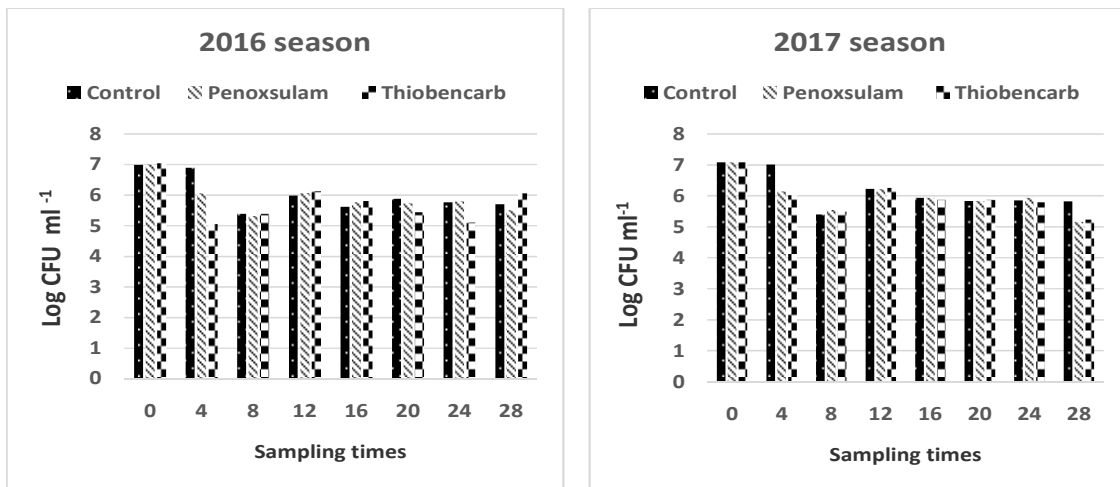 2016 season
Control Penoxsulam Thiobencarb
8
7
6
5
4
3
2
1
0
Log CFU ml -1
0 4 8 12 16 20 24 28
Sampling times
2017 season
Control Penoxsulam Thiobencarb
8
7
6
5
4
3
2
1
0
Log CFU ml-1
0 4 8 12 16 20 24 28
Sampling times